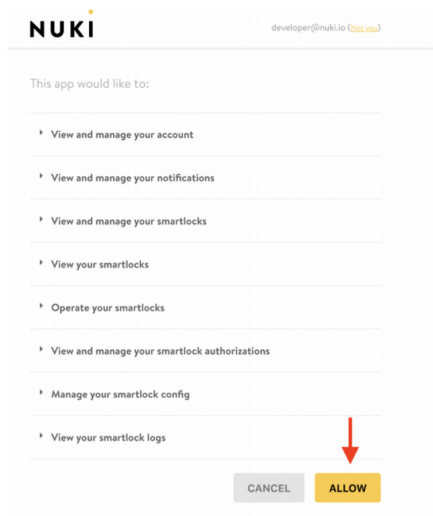 NUKI
developer@nuki.io (Not you)
This app would like to:
View and manage your account
View and manage your notifications
View and manage your smartlocks
View your smartlocks
Operate your smartlocks
View and manage your smartlock authorizations
Manage your smartlock config
View your smartlock logs
CANCEL
ALLOW